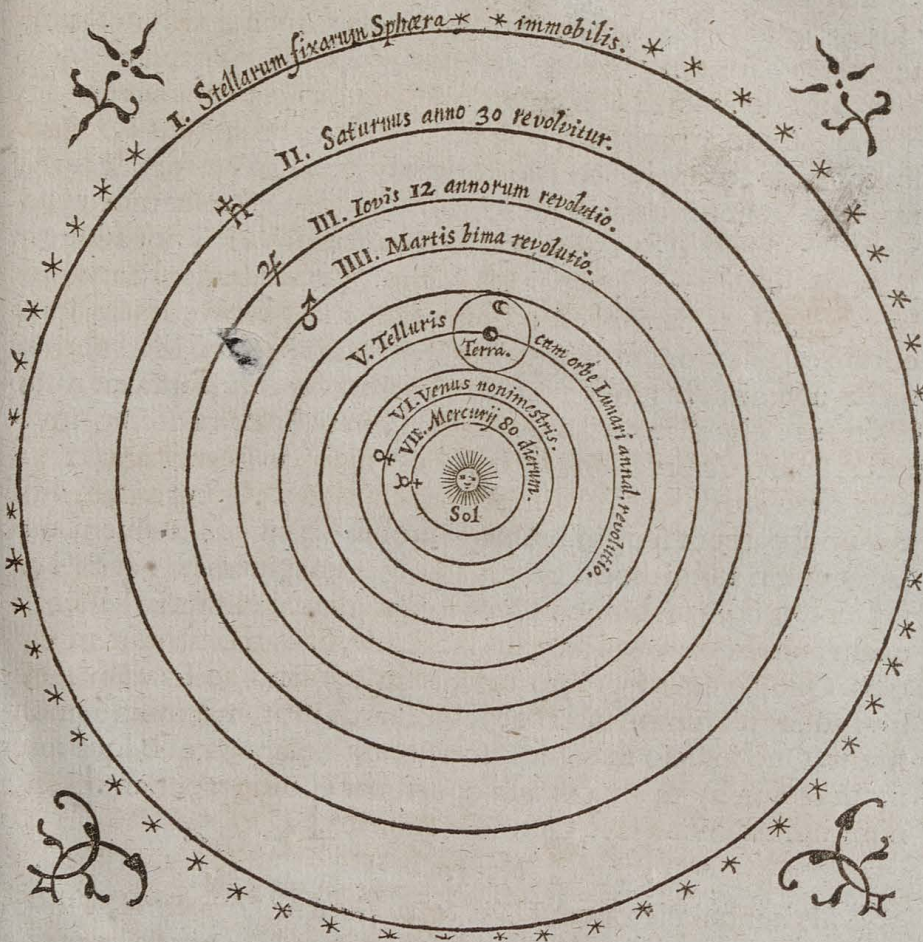 I. Stellarum fixarum Sphæra * * immobilis.
II. Saturnus anno 30 revolvitur.
III. Iovis 12 annorum revolutio.
IIII. Martis bima revolutio.
V. Telluris cum orbe Lunari annal. revolutio.
Terra.
VI. Venus nonimestris.
VII. Mercurij 80 dierum.
Sol